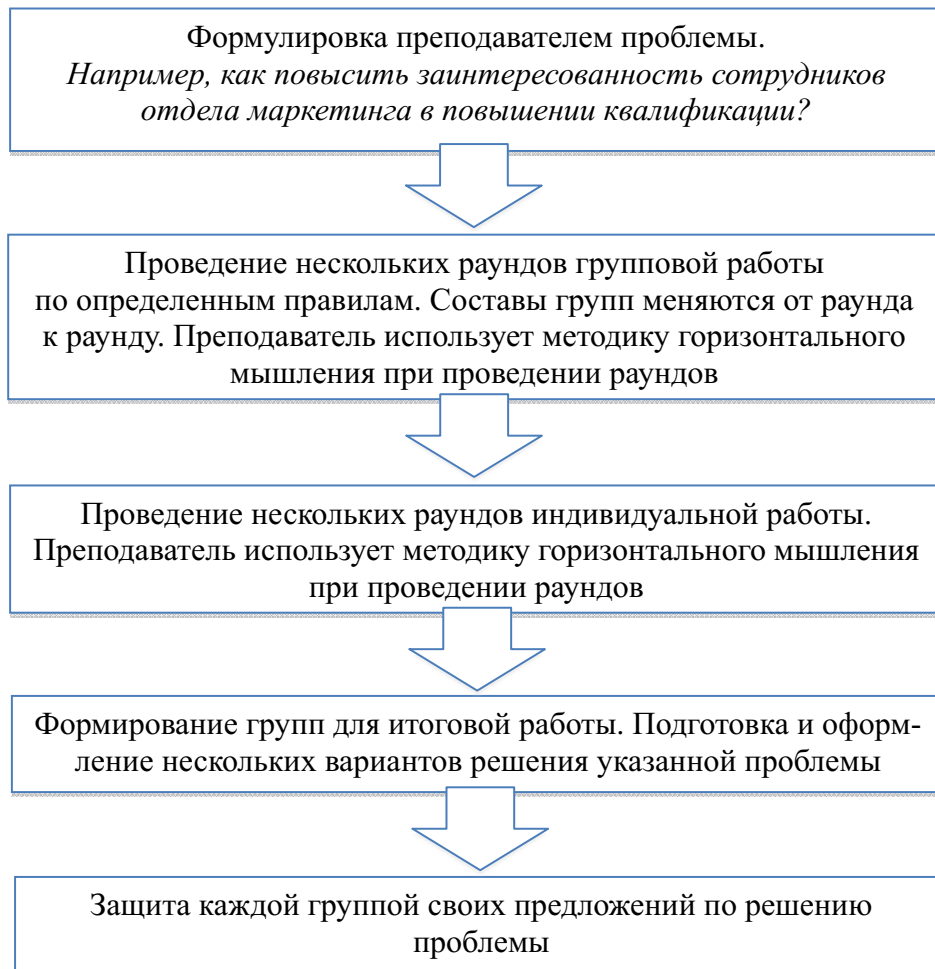 Формулировка преподавателем проблемы.
Например, как повысить заинтересованность сотрудников
отдела маркетинга в повышении квалификации?
Проведение нескольких раундов групповой работы
по определенным правилам. Составы групп меняются от раунда
к раунду. Преподаватель использует методику горизонтального
мышления при проведении раундов
Проведение нескольких раундов индивидуальной работы.
Преподаватель использует методику горизонтального мышления
при проведении раундов
Формирование групп для итоговой работы. Подготовка и оформ-
ление нескольких вариантов решения указанной проблемы
Защита каждой группой своих предложений по решению
проблемы